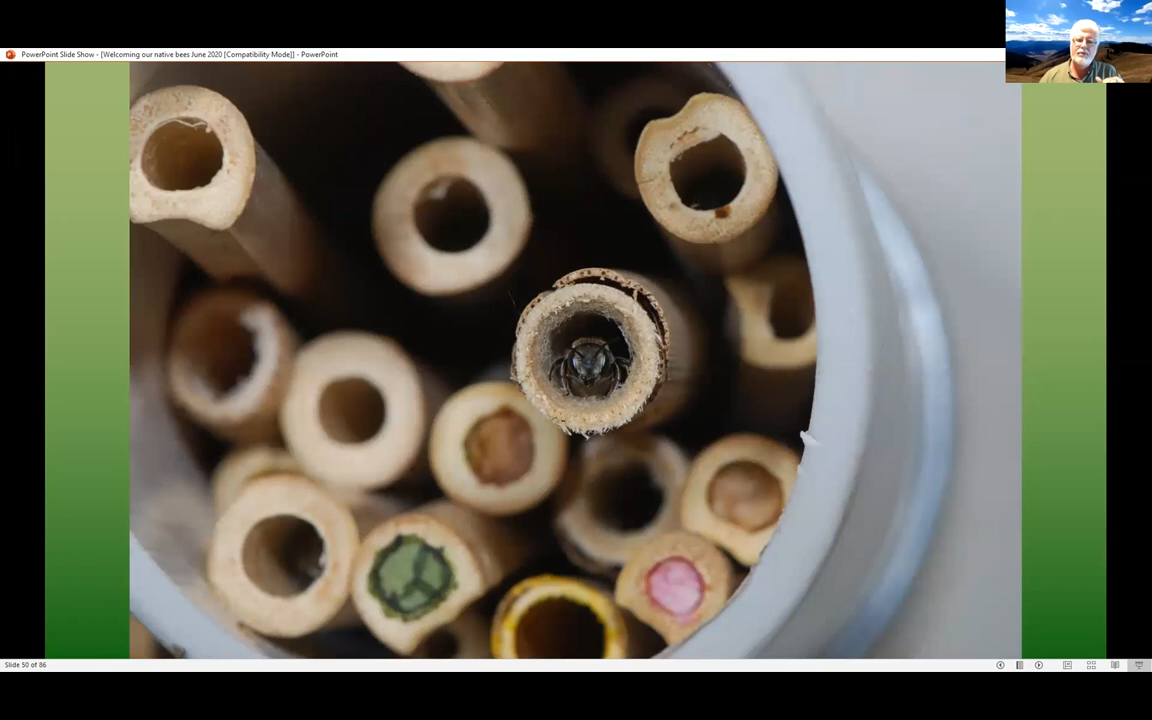 PowerPoint Slide Show - [Welcoming our native bees June 2020 [Compatibility Mode]] - PowerPoint
Slide 50 of 86